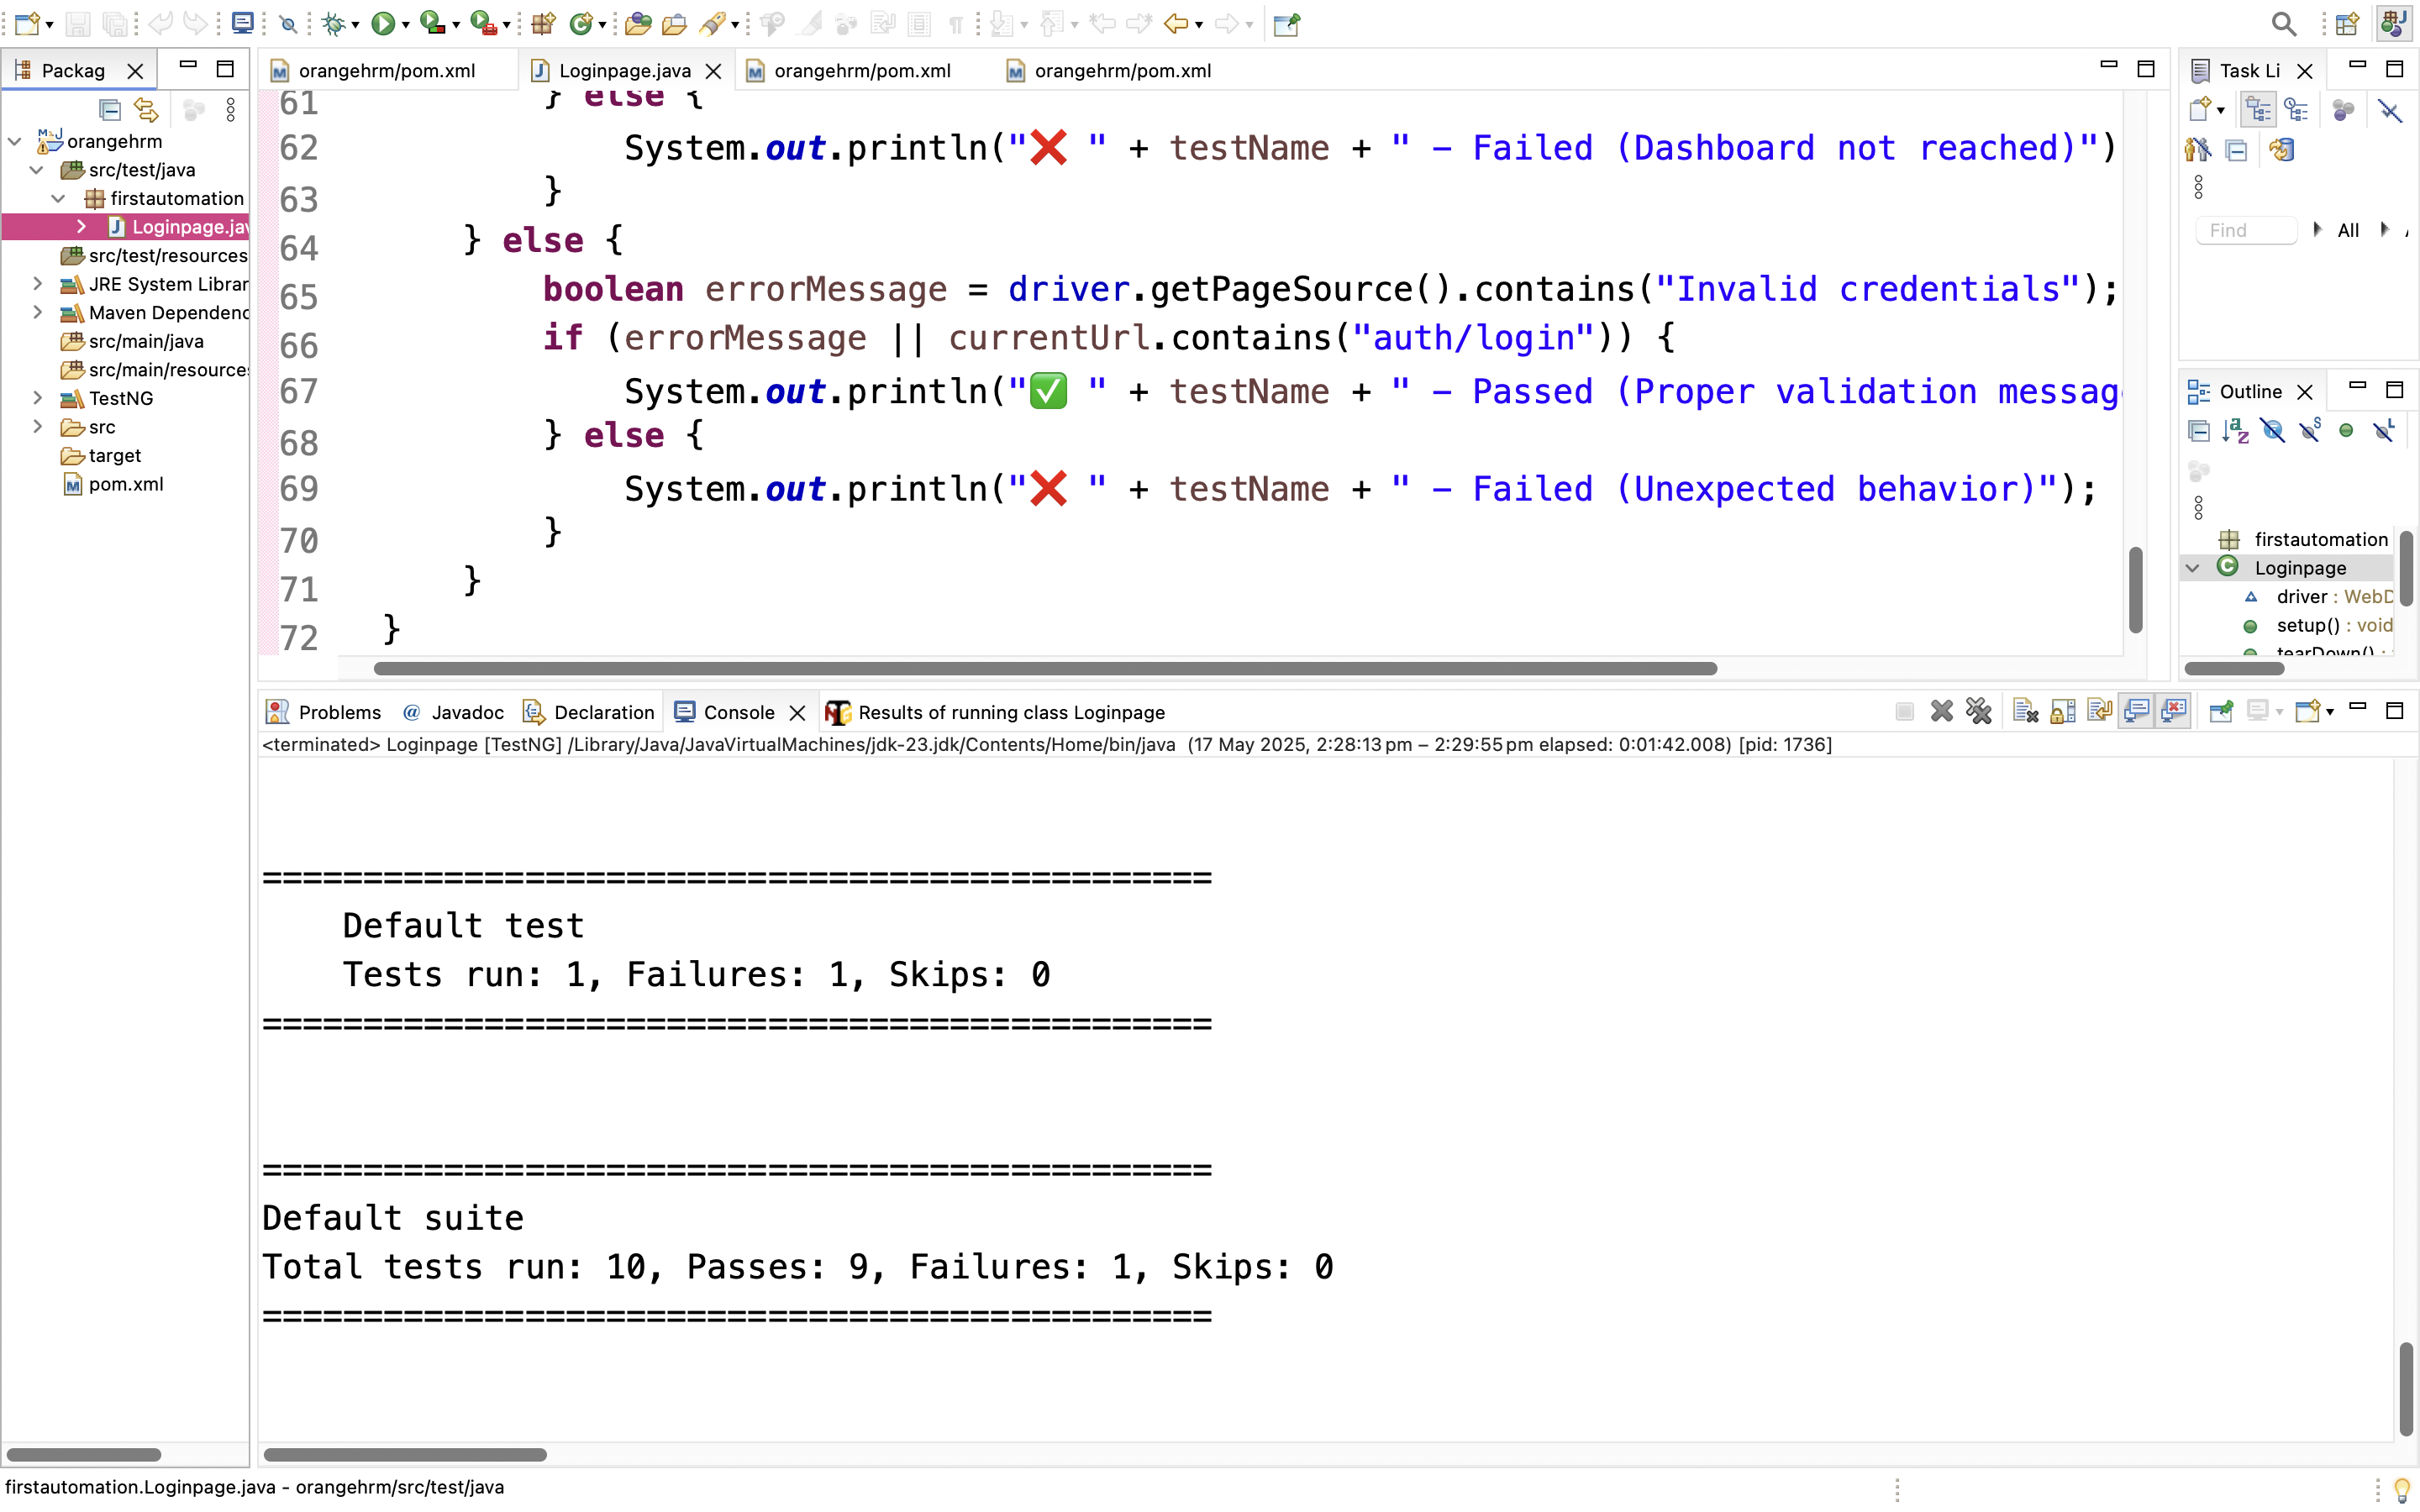 Packag
orangehrm
src/test/java
firstautomation
Loginpage.jav
src/test/resources
JRE System Librar
Maven Dependenc
src/main/java
src/main/resource
TestNG
src
target
pom.xml
orangehrm/pom.xml
Loginpage.java
orangehrm/pom.xml
orangehrm/pom.xml
61 } else {
62 System.out.println("❌ " + testName + " – Failed (Dashboard not reached)")
63 }
64 } else {
65 boolean errorMessage = driver.getPageSource().contains("Invalid credentials");
66 if (errorMessage || currentUrl.contains("auth/login")) {
67 System.out.println("✅ " + testName + " – Passed (Proper validation messag
68 } else {
69 System.out.println("❌ " + testName + " – Failed (Unexpected behavior)");
70 }
71 }
72 }
Task Li
Find
All
Outline
firstautomation
Loginpage
driver : WebD
setup() : void
tearDown() :
Problems
@ Javadoc
Declaration
Console
Results of running class Loginpage
<terminated> Loginpage [TestNG] /Library/Java/JavaVirtualMachines/jdk-23.jdk/Contents/Home/bin/java (17 May 2025, 2:28:13 pm – 2:29:55 pm elapsed: 0:01:42.008) [pid: 1736]
===============================================
Default test
Tests run: 1, Failures: 1, Skips: 0
===============================================
===============================================
Default suite
Total tests run: 10, Passes: 9, Failures: 1, Skips: 0
===============================================
firstautomation.Loginpage.java - orangehrm/src/test/java